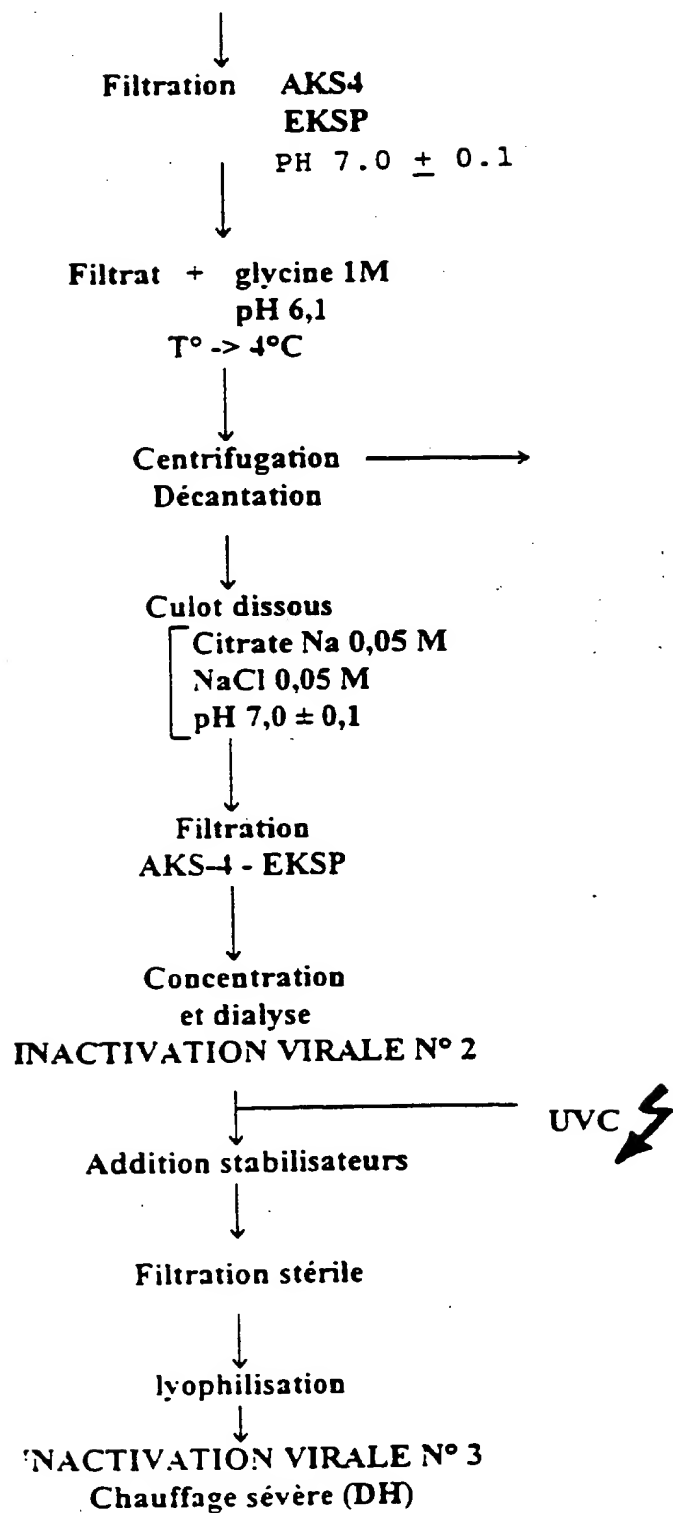 Filtration AKS4
EKSP
PH 7.0 ± 0.1
Filtrat + glycine 1M
pH 6,1
T° -> 4°C
Centrifugation
Décantation
Culot dissous
Citrate Na 0,05 M
NaCl 0,05 M
pH 7,0 ± 0,1
Filtration
AKS-4 - EKSP
Concentration
et dialyse
INACTIVATION VIRALE N° 2
UVC
Addition stabilisateurs
Filtration stérile
lyophilisation
INACTIVATION VIRALE N° 3
Chauffage sévère (DH)